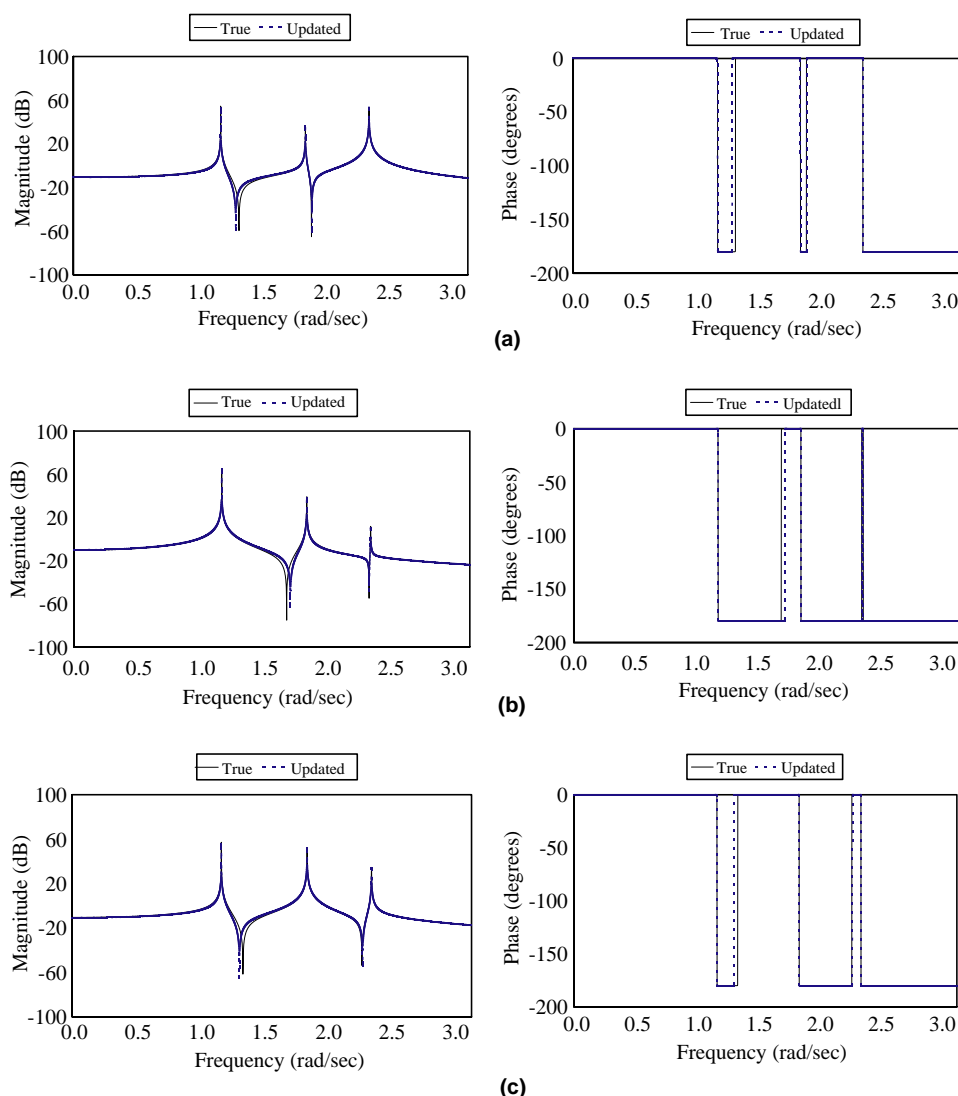 True Updated
100
60
20
-20
-60
-100
Magnitude (dB)
0.0 0.5 1.0 1.5 2.0 2.5 3.0
Frequency (rad/sec)
True Updated
0
-50
-100
-150
-200
Phase (degrees)
0.0 0.5 1.0 1.5 2.0 2.5 3.0
Frequency (rad/sec)
(a)
True Updated
100
60
20
-20
-60
-100
Magnitude (dB)
0.0 0.5 1.0 1.5 2.0 2.5 3.0
Frequency (rad/sec)
True Updatedl
0
-50
-100
-150
-200
Phase (degrees)
0.0 0.5 1.0 1.5 2.0 2.5 3.0
Frequency (rad/sec)
(b)
True Updated
100
60
20
-20
-60
-100
Magnitude (dB)
0.0 0.5 1.0 1.5 2.0 2.5 3.0
Frequency (rad/sec)
True Updated
0
-50
-100
-150
-200
Phase (degrees)
0.0 0.5 1.0 1.5 2.0 2.5 3.0
Frequency (rad/sec)
(c)